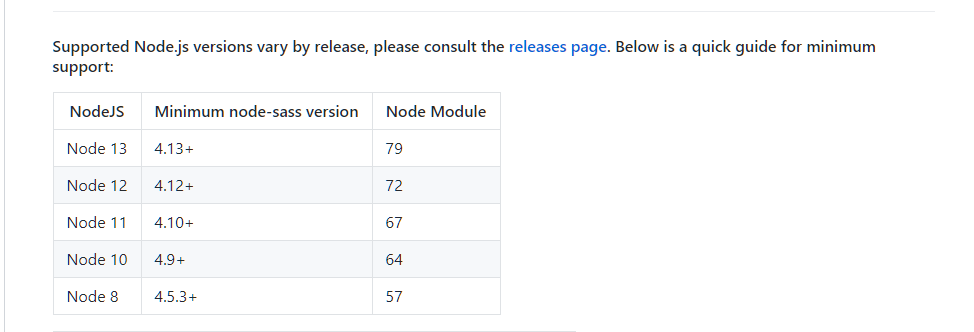 Supported Node.js versions vary by release, please consult the releases page. Below is a quick guide for minimum
support:
NodeJS Minimum node-sass version Node Module
Node 13 4.13+ 79
Node 12 4.12+ 72
Node 11 4.10+ 67
Node 10 4.9+ 64
Node 8 4.5.3+ 57